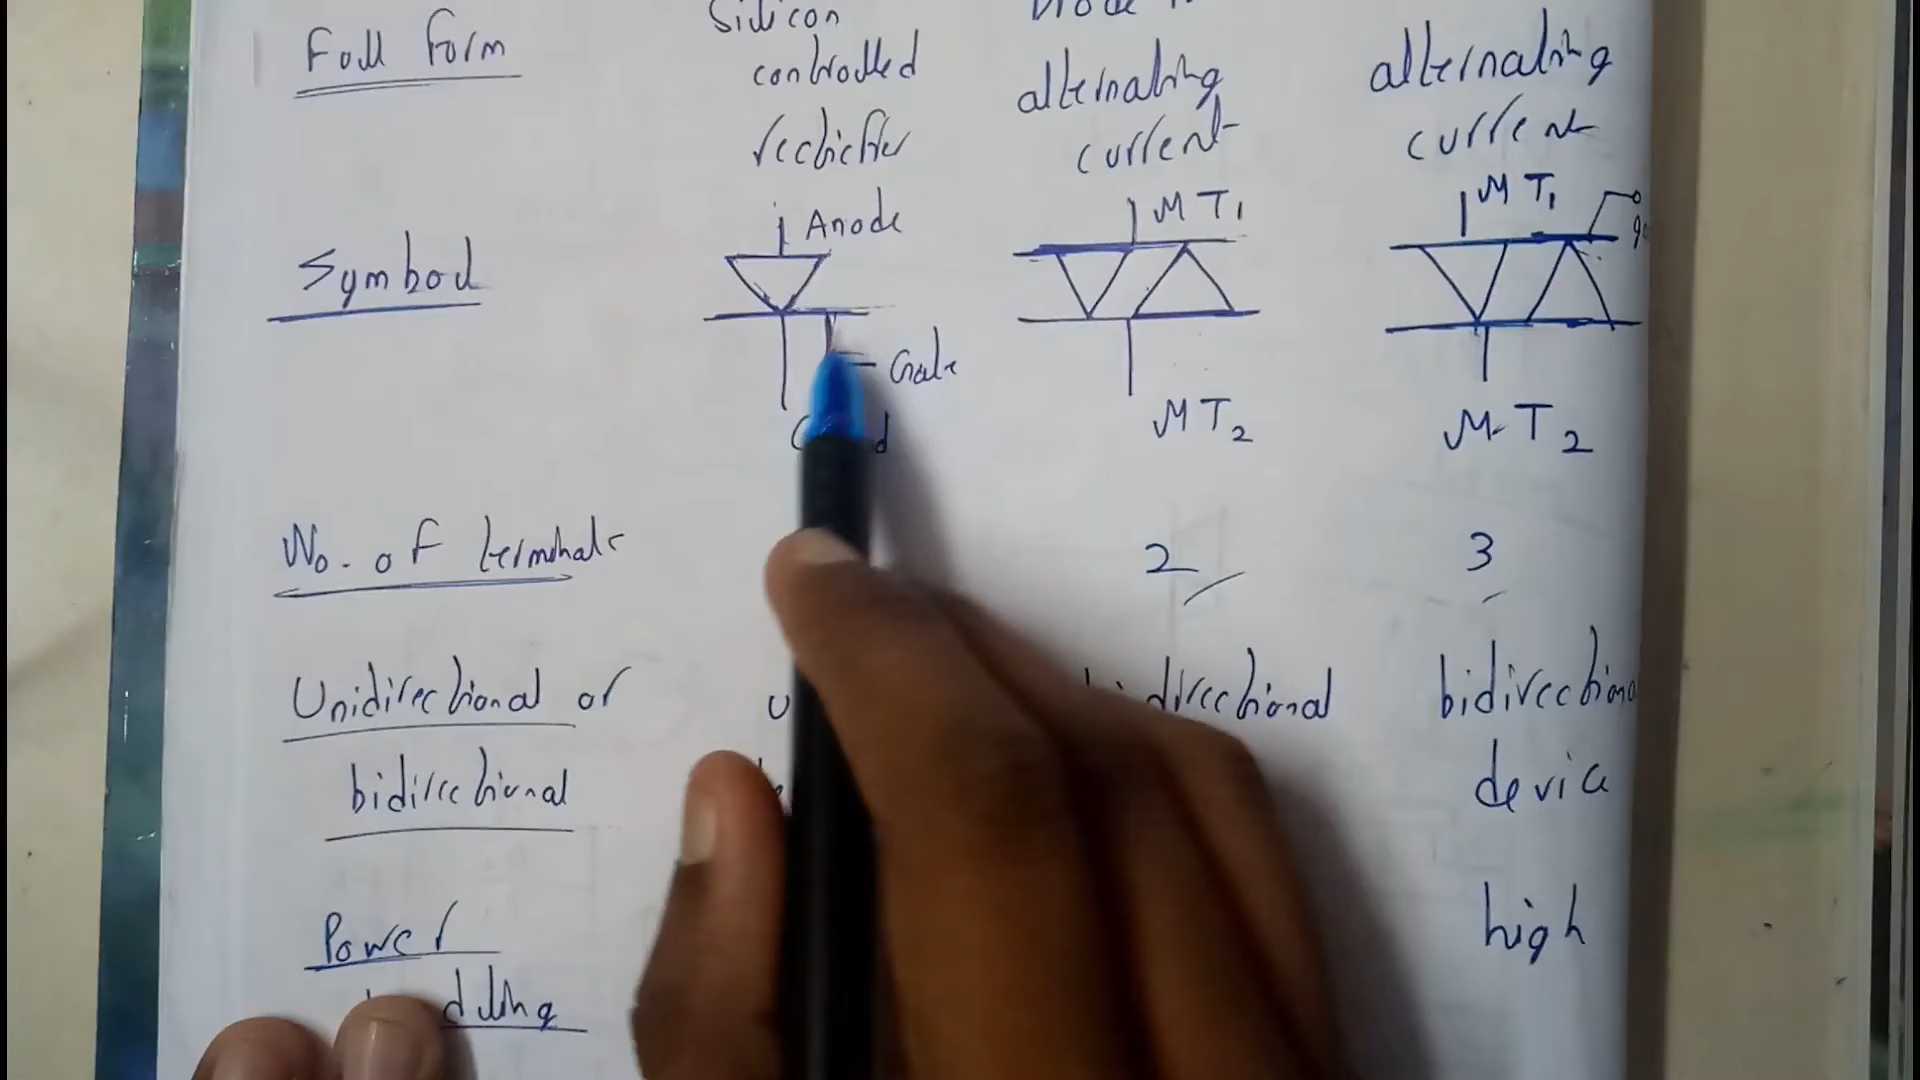 Full form
Silicon
controlled
rectifier
alternating
current
alternating
current
Symbol
Anode
Gate
MT1
MT2
MT1
MT2
No. of terminals
2
3
Unidirectional or
bidirectional
bidirectional
bidirectional
device
Power
high